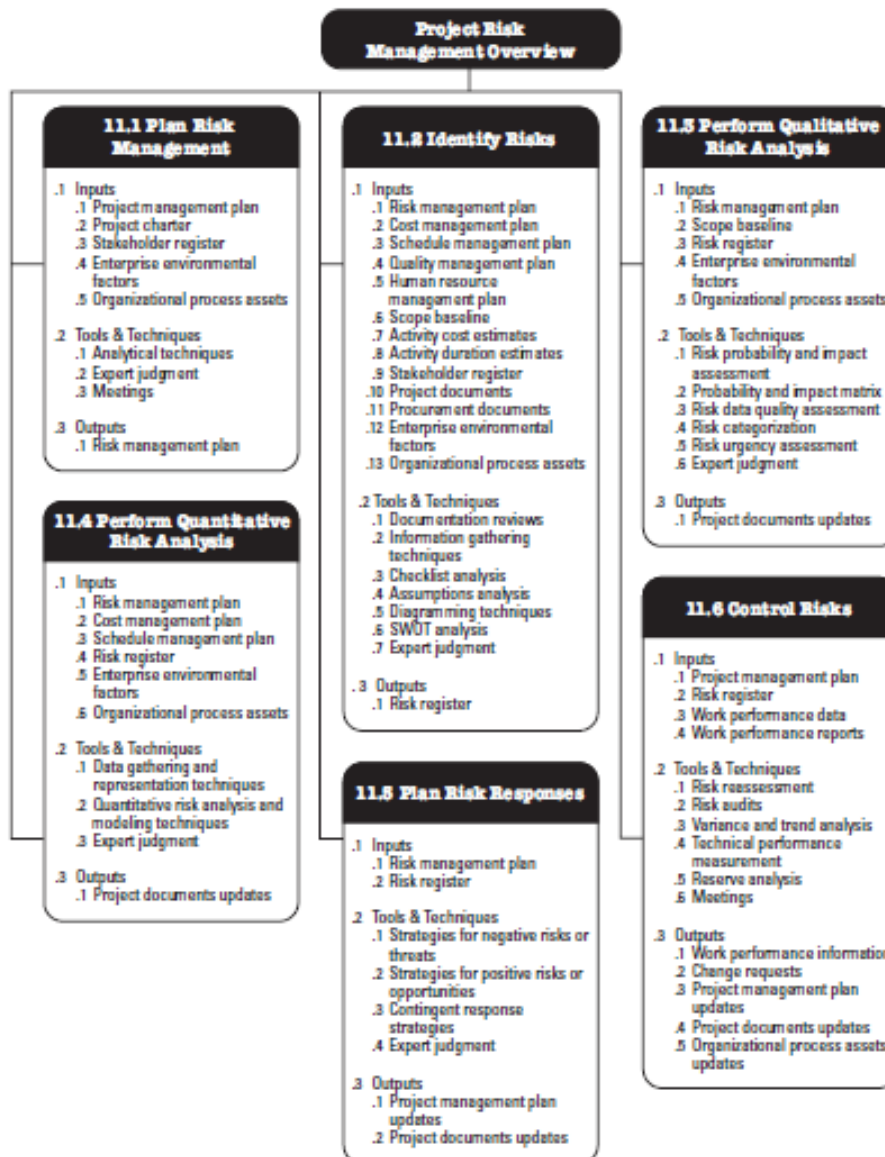 Project Risk
Management Overview
11.1 Plan Risk
Management
.1 Inputs
.1 Project management plan
.2 Project charter
.3 Stakeholder register
.4 Enterprise environmental
factors
.5 Organizational process assets
.2 Tools & Techniques
.1 Analytical techniques
.2 Expert judgment
.3 Meetings
.3 Outputs
.1 Risk management plan
11.2 Identify Risks
.1 Inputs
.1 Risk management plan
.2 Cost management plan
.3 Schedule management plan
.4 Quality management plan
.5 Human resource
management plan
.6 Scope baseline
.7 Activity cost estimates
.8 Activity duration estimates
.9 Stakeholder register
.10 Project documents
.11 Procurement documents
.12 Enterprise environmental
factors
.13 Organizational process assets
.2 Tools & Techniques
.1 Documentation reviews
.2 Information gathering
techniques
.3 Checklist analysis
.4 Assumptions analysis
.5 Diagramming techniques
.6 SWOT analysis
.7 Expert judgment
.3 Outputs
.1 Risk register
11.3 Perform Qualitative
Risk Analysis
.1 Inputs
.1 Risk management plan
.2 Scope baseline
.3 Risk register
.4 Enterprise environmental
factors
.5 Organizational process assets
.2 Tools & Techniques
.1 Risk probability and impact
assessment
.2 Probability and impact matrix
.3 Risk data quality assessment
.4 Risk categorization
.5 Risk urgency assessment
.6 Expert judgment
.3 Outputs
.1 Project documents updates
11.4 Perform Quantitative
Risk Analysis
.1 Inputs
.1 Risk management plan
.2 Cost management plan
.3 Schedule management plan
.4 Risk register
.5 Enterprise environmental
factors
.6 Organizational process assets
.2 Tools & Techniques
.1 Data gathering and
representation techniques
.2 Quantitative risk analysis and
modeling techniques
.3 Expert judgment
.3 Outputs
.1 Project documents updates
11.5 Plan Risk Responses
.1 Inputs
.1 Risk management plan
.2 Risk register
.2 Tools & Techniques
.1 Strategies for negative risks or
threats
.2 Strategies for positive risks or
opportunities
.3 Contingent response
strategies
.4 Expert judgment
.3 Outputs
.1 Project management plan
updates
.2 Project documents updates
11.6 Control Risks
.1 Inputs
.1 Project management plan
.2 Risk register
.3 Work performance data
.4 Work performance reports
.2 Tools & Techniques
.1 Risk reassessment
.2 Risk audits
.3 Variance and trend analysis
.4 Technical performance
measurement
.5 Reserve analysis
.6 Meetings
.3 Outputs
.1 Work performance information
.2 Change requests
.3 Project management plan
updates
.4 Project documents updates
.5 Organizational process assets
updates